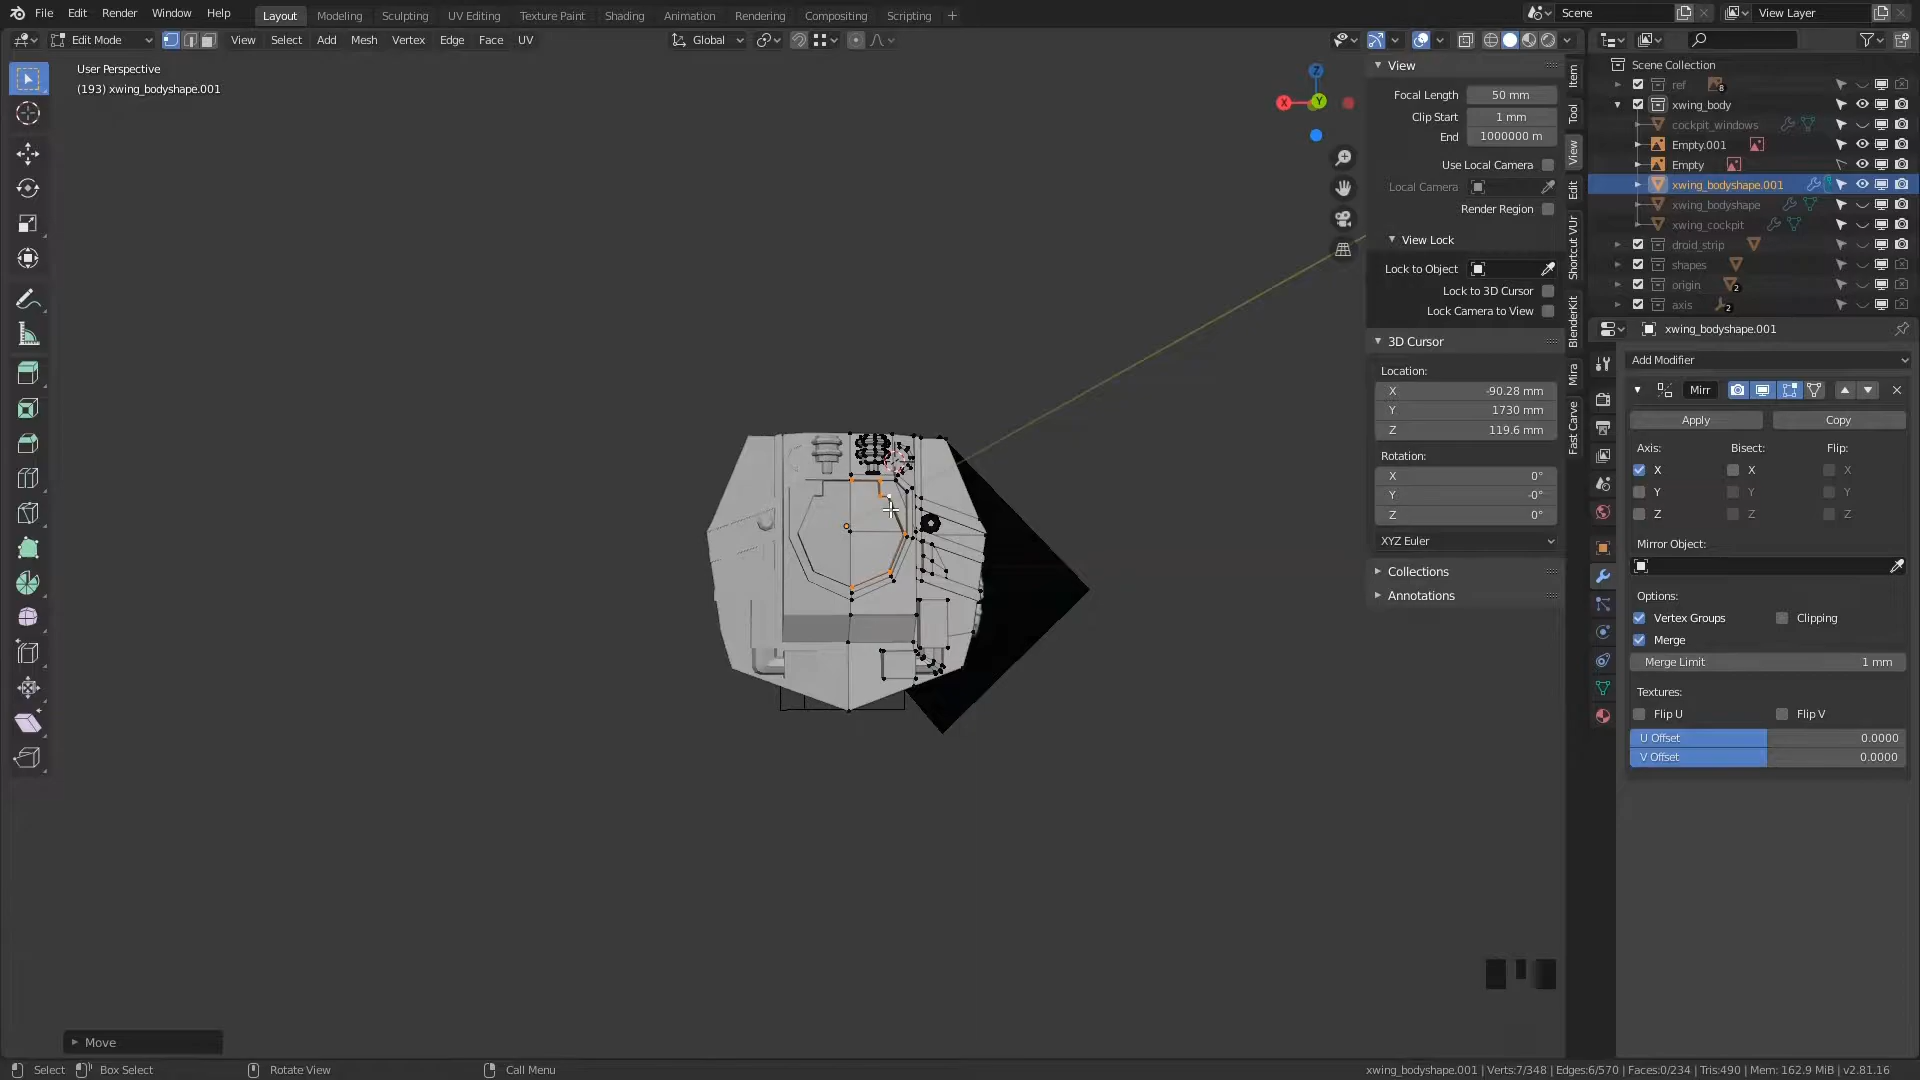 File Edit Render Window Help Layout Modeling Sculpting UV Editing Texture Paint Shading Animation Rendering Compositing Scripting + Scene View Layer
Edit Mode View Select Add Mesh Vertex Edge Face UV Global
User Perspective
(193) xwing_bodyshape.001
Z
X
Y
View
Focal Length 50 mm
Clip Start 1 mm
End 1000000 m
Use Local Camera
Local Camera
Render Region
View Lock
Lock to Object
Lock to 3D Cursor
Lock Camera to View
3D Cursor
Location:
X -90.28 mm
Y 1730 mm
Z 119.6 mm
Rotation:
X 0°
Y -0°
Z 0°
XYZ Euler
Collections
Annotations
Item
Tool
View
Edit
Shortcut VUr
BlenderKit
Mira
Fast Carve
Scene Collection
ref 8
xwing_body
cockpit_windows
Empty.001
Empty
xwing_bodyshape.001
xwing_bodyshape
xwing_cockpit
droid_strip
shapes
origin 2
axis 2
xwing_bodyshape.001
Add Modifier
Mirr
Apply Copy
Axis: Bisect: Flip:
X X X
Y Y Y
Z Z Z
Mirror Object:
Options:
Vertex Groups Clipping
Merge
Merge Limit 1 mm
Textures:
Flip U Flip V
U Offset 0.0000
V Offset 0.0000
Move
Select Box Select Rotate View Call Menu xwing_bodyshape.001 | Verts:7/348 | Edges:6/570 | Faces:0/234 | Tris:490 | Mem: 162.9 MiB | v2.81.16